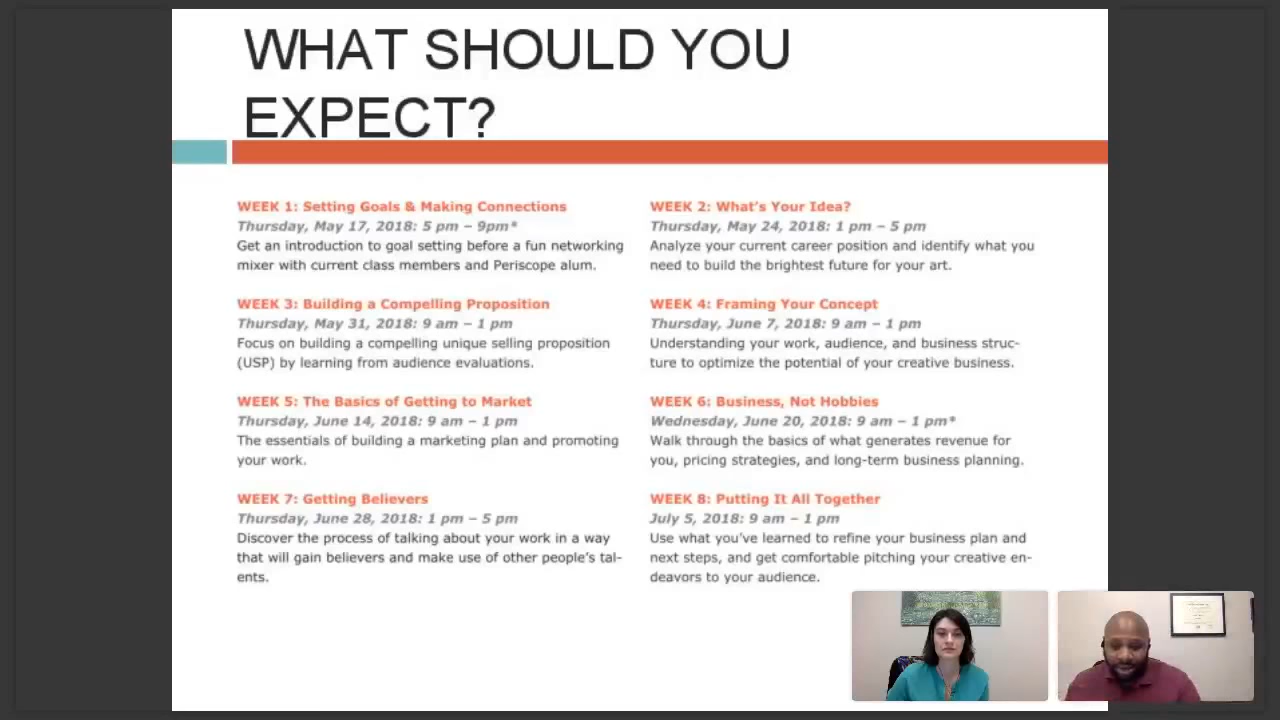 WHAT SHOULD YOU
EXPECT?
WEEK 1: Setting Goals & Making Connections
Thursday, May 17, 2018: 5 pm – 9pm*
Get an introduction to goal setting before a fun networking
mixer with current class members and Periscope alum.
WEEK 2: What's Your Idea?
Thursday, May 24, 2018: 1 pm – 5 pm
Analyze your current career position and identify what you
need to build the brightest future for your art.
WEEK 3: Building a Compelling Proposition
Thursday, May 31, 2018: 9 am – 1 pm
Focus on building a compelling unique selling proposition
(USP) by learning from audience evaluations.
WEEK 4: Framing Your Concept
Thursday, June 7, 2018: 9 am – 1 pm
Understanding your work, audience, and business struc-
ture to optimize the potential of your creative business.
WEEK 5: The Basics of Getting to Market
Thursday, June 14, 2018: 9 am – 1 pm
The essentials of building a marketing plan and promoting
your work.
WEEK 6: Business, Not Hobbies
Wednesday, June 20, 2018: 9 am – 1 pm*
Walk through the basics of what generates revenue for
you, pricing strategies, and long-term business planning.
WEEK 7: Getting Believers
Thursday, June 28, 2018: 1 pm – 5 pm
Discover the process of talking about your work in a way
that will gain believers and make use of other people's tal-
ents.
WEEK 8: Putting It All Together
July 5, 2018: 9 am – 1 pm
Use what you've learned to refine your business plan and
next steps, and get comfortable pitching your creative en-
deavors to your audience.